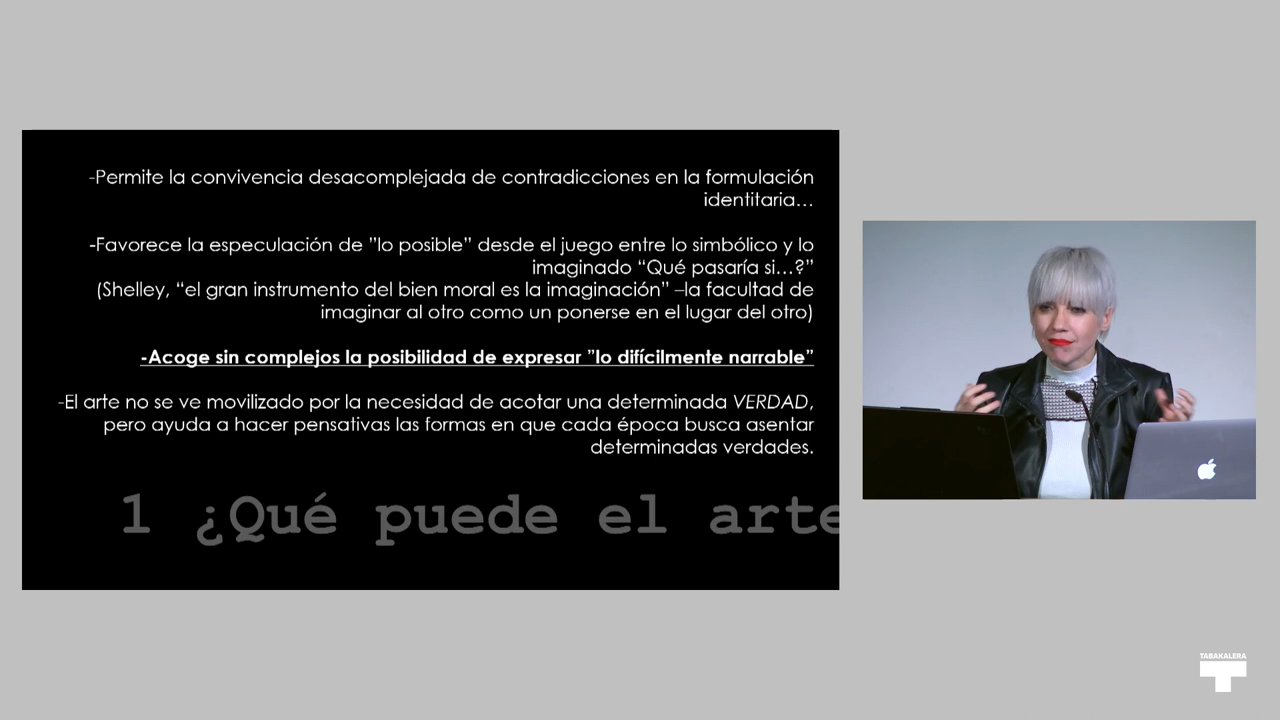 -Permite la convivencia desacomplejada de contradicciones en la formulación
identitaria...
-Favorece la especulación de ”lo posible” desde el juego entre lo simbólico y lo
imaginado “Qué pasaría si...?”
(Shelley, “el gran instrumento del bien moral es la imaginación” –la facultad de
imaginar al otro como un ponerse en el lugar del otro)
-Acoge sin complejos la posibilidad de expresar ”lo difícilmente narrable”
-El arte no se ve movilizado por la necesidad de acotar una determinada VERDAD,
pero ayuda a hacer pensativas las formas en que cada época busca asentar
determinadas verdades.
1 ¿Qué puede el arte
TABAKALERA